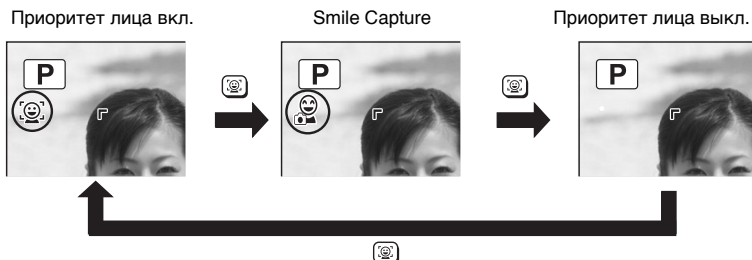 Приоритет лица вкл.
Smile Capture
Приоритет лица выкл.
P
P
P